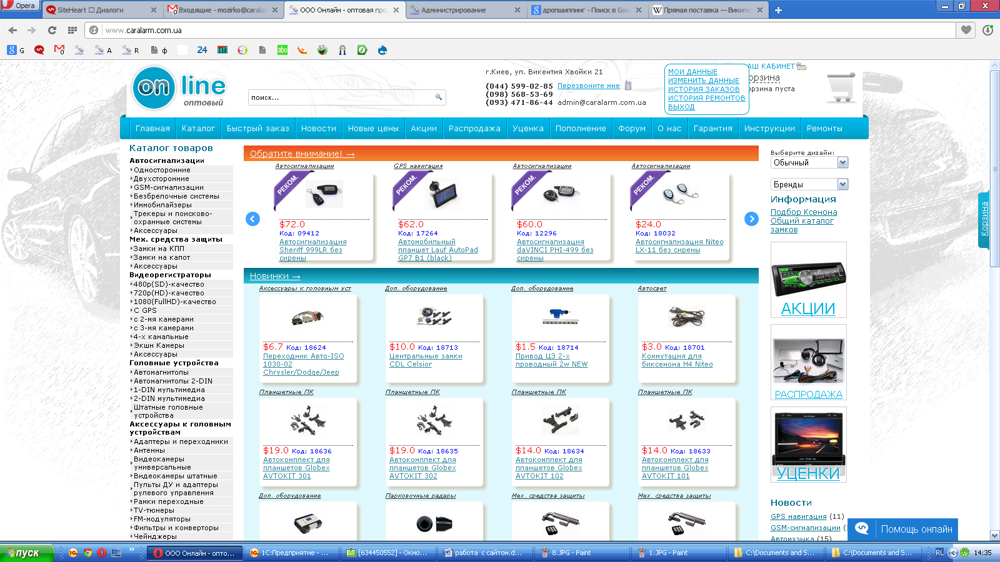 Opera
SiteHeart □ Диалоги
Входящие - mozirko@caralar
ООО Онлайн - оптовая прод
Администрирование
дропшиппинг - Поиск в Goo
Прямая поставка — Википе
www.caralarm.com.ua
G
A
R
ф
24
abo
on line
оптовый
поиск...
г.Киев, ул. Викентия Хвойки 21
(044) 599-02-85 Перезвоните мне
(098) 568-53-69
(093) 471-86-44 admin@caralarm.com.ua
МОИ ДАННЫЕ
ИЗМЕНИТЬ ДАННЫЕ
ИСТОРИЯ ЗАКАЗОВ
ИСТОРИЯ РЕМОНТОВ
ВЫХОД
АШ КАБИНЕТ
орзина
орзина пуста
Главная
Каталог
Быстрый заказ
Новости
Новые цены
Акции
Распродажа
Уценка
Пополнение
Форум
О нас
Гарантия
Инструкции
Ремонты
Каталог товаров
Автосигнализации
Односторонние
Двухсторонние
GSM-сигнализации
Безбрелочные системы
Иммобилайзеры
Трекеры и поисково-
охранные системы
Аксессуары
Мех. средства защиты
Замки на КПП
Замки на капот
Аксессуары
Видеорегистраторы
480p(SD)-качество
720p(HD)-качество
1080(FullHD)-качество
С GPS
с 2-мя камерами
с 3-мя камерами
4-х канальные
Экшн Камеры
Аксессуары
Головные устройства
Автомагнитолы
Автомагнитолы 2-DIN
1-DIN мультимедиа
2-DIN мультимедиа
Штатные головные
устройства
Аксессуары к головным
устройствам
Адаптеры и переходники
Антенны
Видеокамеры
универсальные
Видеокамеры штатные
Пульты ДУ и адаптеры
рулевого управления
Рамки переходные
TV-тюнеры
FM-модуляторы
Фильтры и конверторы
Чейнджеры
Обратите внимание! →
Автосигнализации
РЕКОМ.
$72.0
Код: 09412
Автосигнализация
Sheriff 999LR без
сирены
GPS навигация
РЕКОМ.
$62.0
Код: 17264
Автомобильный
планшет Lauf AutoPad
GP7 B1 (black)
Автосигнализации
РЕКОМ.
$60.0
Код: 12296
Автосигнализация
daVINCI PHI-499 без
сирены
Автосигнализации
РЕКОМ.
$24.0
Код: 18032
Автосигнализация Niteo
LX-11 без сирены
Новинки →
Аксессуары к головным уст
$6.7 Код: 18624
Переходник Авто-ISO
1030-02
Chrysler/Dodge/Jeep
Доп. оборудование
$10.0 Код: 18713
Центральные замки
CDL Celsior
Доп. оборудование
$1.5 Код: 18714
Привод ЦЗ 2-х
проводный 2w NEW
Автосвет
$3.0 Код: 18701
Коммутация для
биксенона H4 Niteo
Планшетные ПК
$19.0 Код: 18636
Автокомплект для
планшетов Globex
AVTOKIT 301
Планшетные ПК
$19.0 Код: 18635
Автокомплект для
планшетов Globex
AVTOKIT 302
Планшетные ПК
$14.0 Код: 18634
Автокомплект для
планшетов Globex
AVTOKIT 102
Планшетные ПК
$14.0 Код: 18633
Автокомплект для
планшетов Globex
AVTOKIT 101
Доп. оборудование
Парковочные радары
Мех. средства защиты
Мех. средства защиты
Выберите дизайн:
Обычный
Бренды
Информация
Подбор Ксенона
Общий каталог
замков
АКЦИИ
РАСПРОДАЖА
УЦЕНКИ
Новости
GPS навигация (11)
GSM-сигнализации
Автомузыка (15)
Корзина
Помощь онлайн
пуск
»
ООО Онлайн - опто...
1С:Предприятие - ...
[634450552] - Окно...
работа с сайтом.d...
8.JPG - Paint
1.JPG - Paint
C:\Documents and S...
C:\Documents and S...
RU
14:35